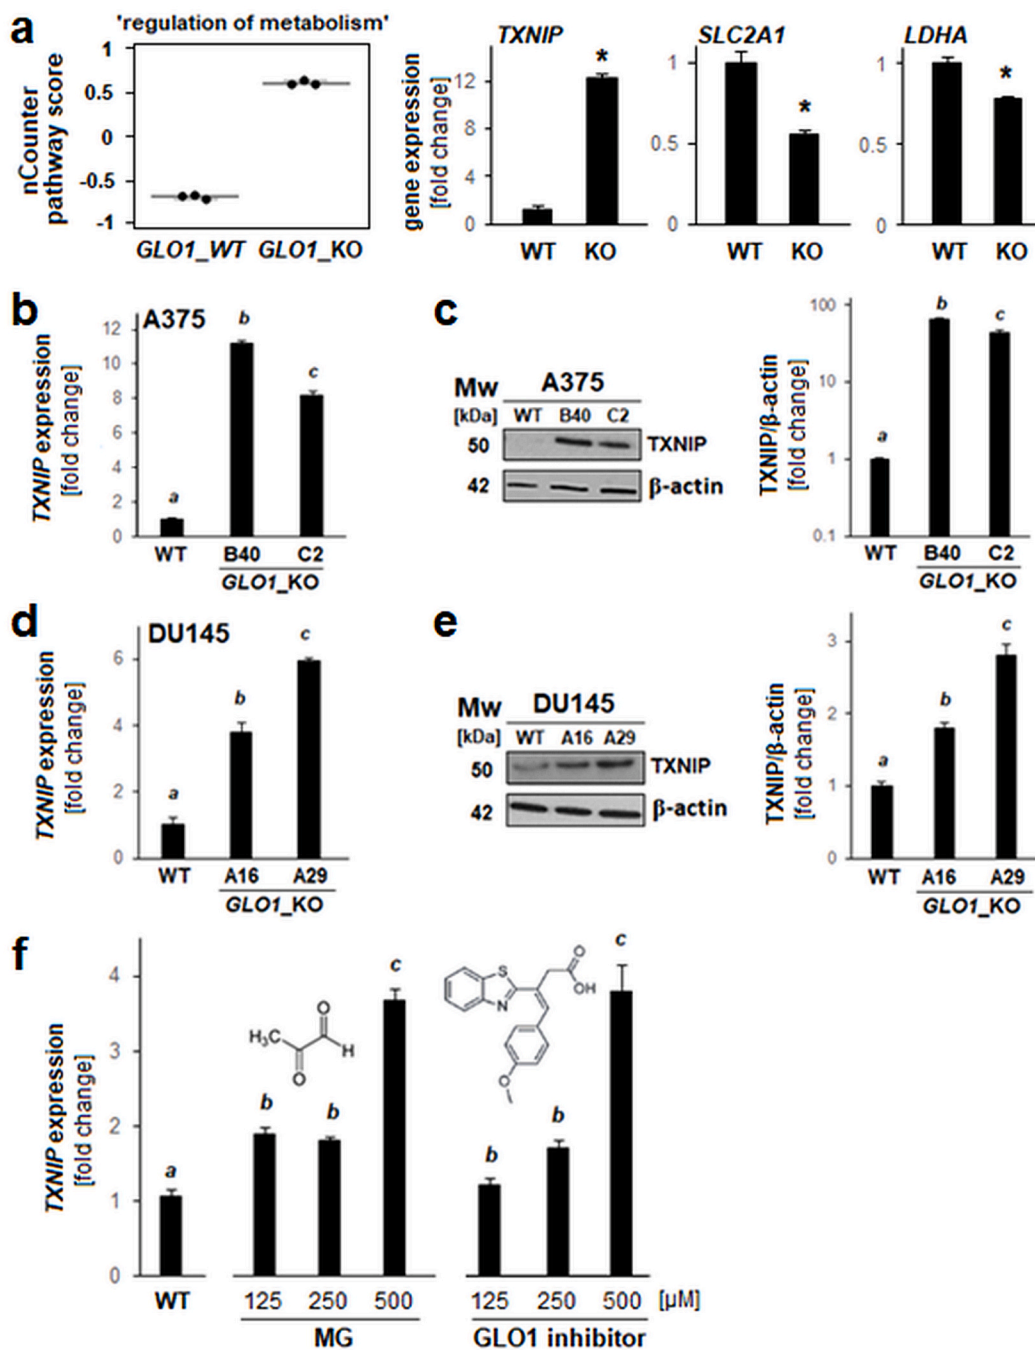 a
'regulation of metabolism'
nCounter
pathway score
1
0.5
0
-0.5
-1
GLO1_WT GLO1_KO
gene expression
[fold change]
TXNIP
12
8
4
0
*
WT KO
SLC2A1
1
0.5
0
*
WT KO
LDHA
1
0.5
0
*
WT KO
b
A375
TXNIP expression
[fold change]
12
10
8
6
4
2
0
a b c
WT B40 C2
GLO1_KO
c
Mw A375
[kDa] WT B40 C2
50 TXNIP
42 β-actin
TXNIP/β-actin
[fold change]
100
10
1
0.1
a b c
WT B40 C2
GLO1_KO
d
DU145
TXNIP expression
[fold change]
6
4
2
0
a b c
WT A16 A29
GLO1_KO
e
Mw DU145
[kDa] WT A16 A29
50 TXNIP
42 β-actin
TXNIP/β-actin
[fold change]
3
2
1
0
a b c
WT A16 A29
GLO1_KO
f
TXNIP expression
[fold change]
4
3
2
1
0
a b b c b b c
H3C O O H
S N O OH O
WT 125 250 500 125 250 500 [µM]
MG GLO1 inhibitor